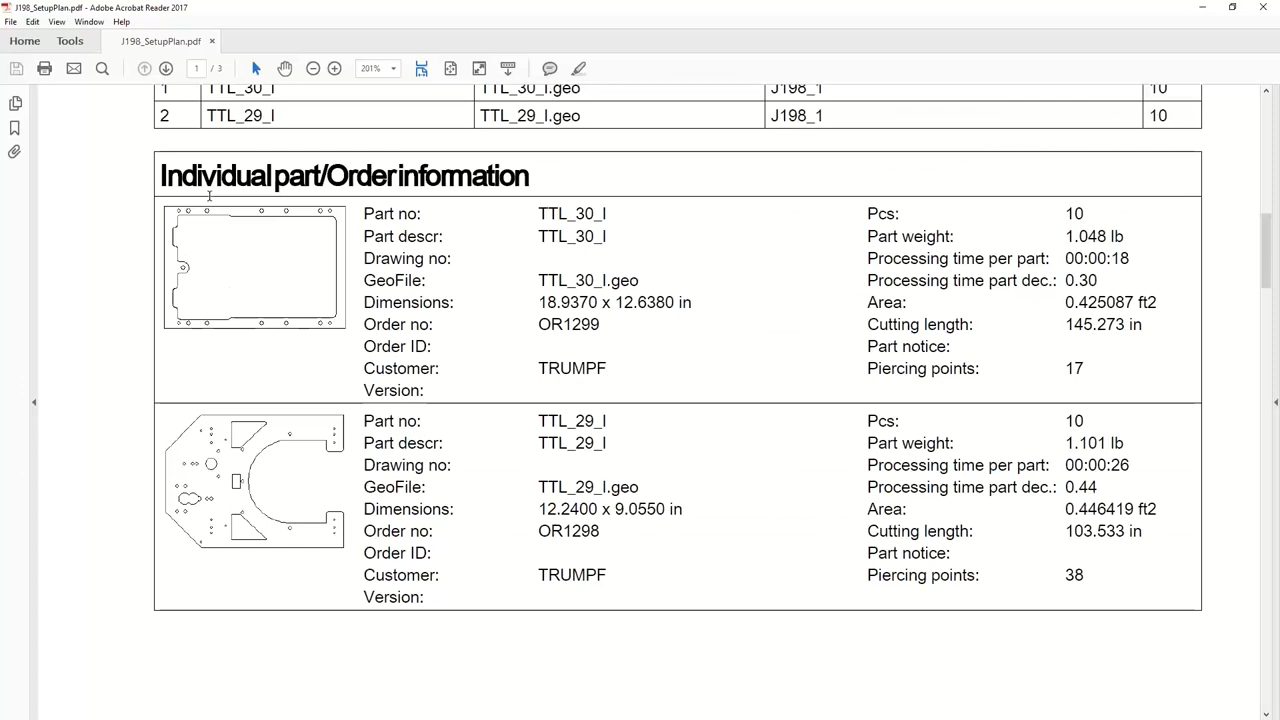 J198_SetupPlan.pdf - Adobe Acrobat Reader 2017
File Edit View Window Help
Home Tools J198_SetupPlan.pdf ×
1 / 3 201%
1 TTL_30_I TTL_30_I.geo J198_1 10
2 TTL_29_I TTL_29_I.geo J198_1 10
Individual part/Order information
Part no: TTL_30_I Pcs: 10
Part descr: TTL_30_I Part weight: 1.048 lb
Drawing no: Processing time per part: 00:00:18
GeoFile: TTL_30_I.geo Processing time part dec.: 0.30
Dimensions: 18.9370 x 12.6380 in Area: 0.425087 ft2
Order no: OR1299 Cutting length: 145.273 in
Order ID: Part notice:
Customer: TRUMPF Piercing points: 17
Version:
Part no: TTL_29_I Pcs: 10
Part descr: TTL_29_I Part weight: 1.101 lb
Drawing no: Processing time per part: 00:00:26
GeoFile: TTL_29_I.geo Processing time part dec.: 0.44
Dimensions: 12.2400 x 9.0550 in Area: 0.446419 ft2
Order no: OR1298 Cutting length: 103.533 in
Order ID: Part notice:
Customer: TRUMPF Piercing points: 38
Version: